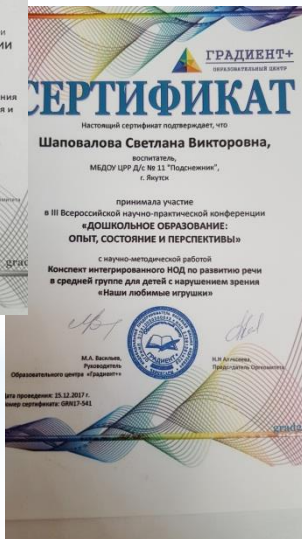 ГРАДИЕНТ+
ОБРАЗОВАТЕЛЬНЫЙ ЦЕНТР
СЕРТИФИКАТ
Настоящий сертификат подтверждает, что
Шаповалова Светлана Викторовна,
воспитатель,
МБДОУ ЦРР Д/с № 11 "Подснежник",
г. Якутск
принимала участие
в III Всероссийской научно-практической конференции
«ДОШКОЛЬНОЕ ОБРАЗОВАНИЕ:
ОПЫТ, СОСТОЯНИЕ И ПЕРСПЕКТИВЫ»
с научно-методической работой
Конспект интегрированного НОД по развитию речи
в средней группе для детей с нарушением зрения
«Наши любимые игрушки»
М.А. Васильев,
Руководитель
Образовательного центра «Градиент+»
Председатель Оргкомитета
Дата проведения: 15.12.2017 г.
Номер сертификата: GRN17-541